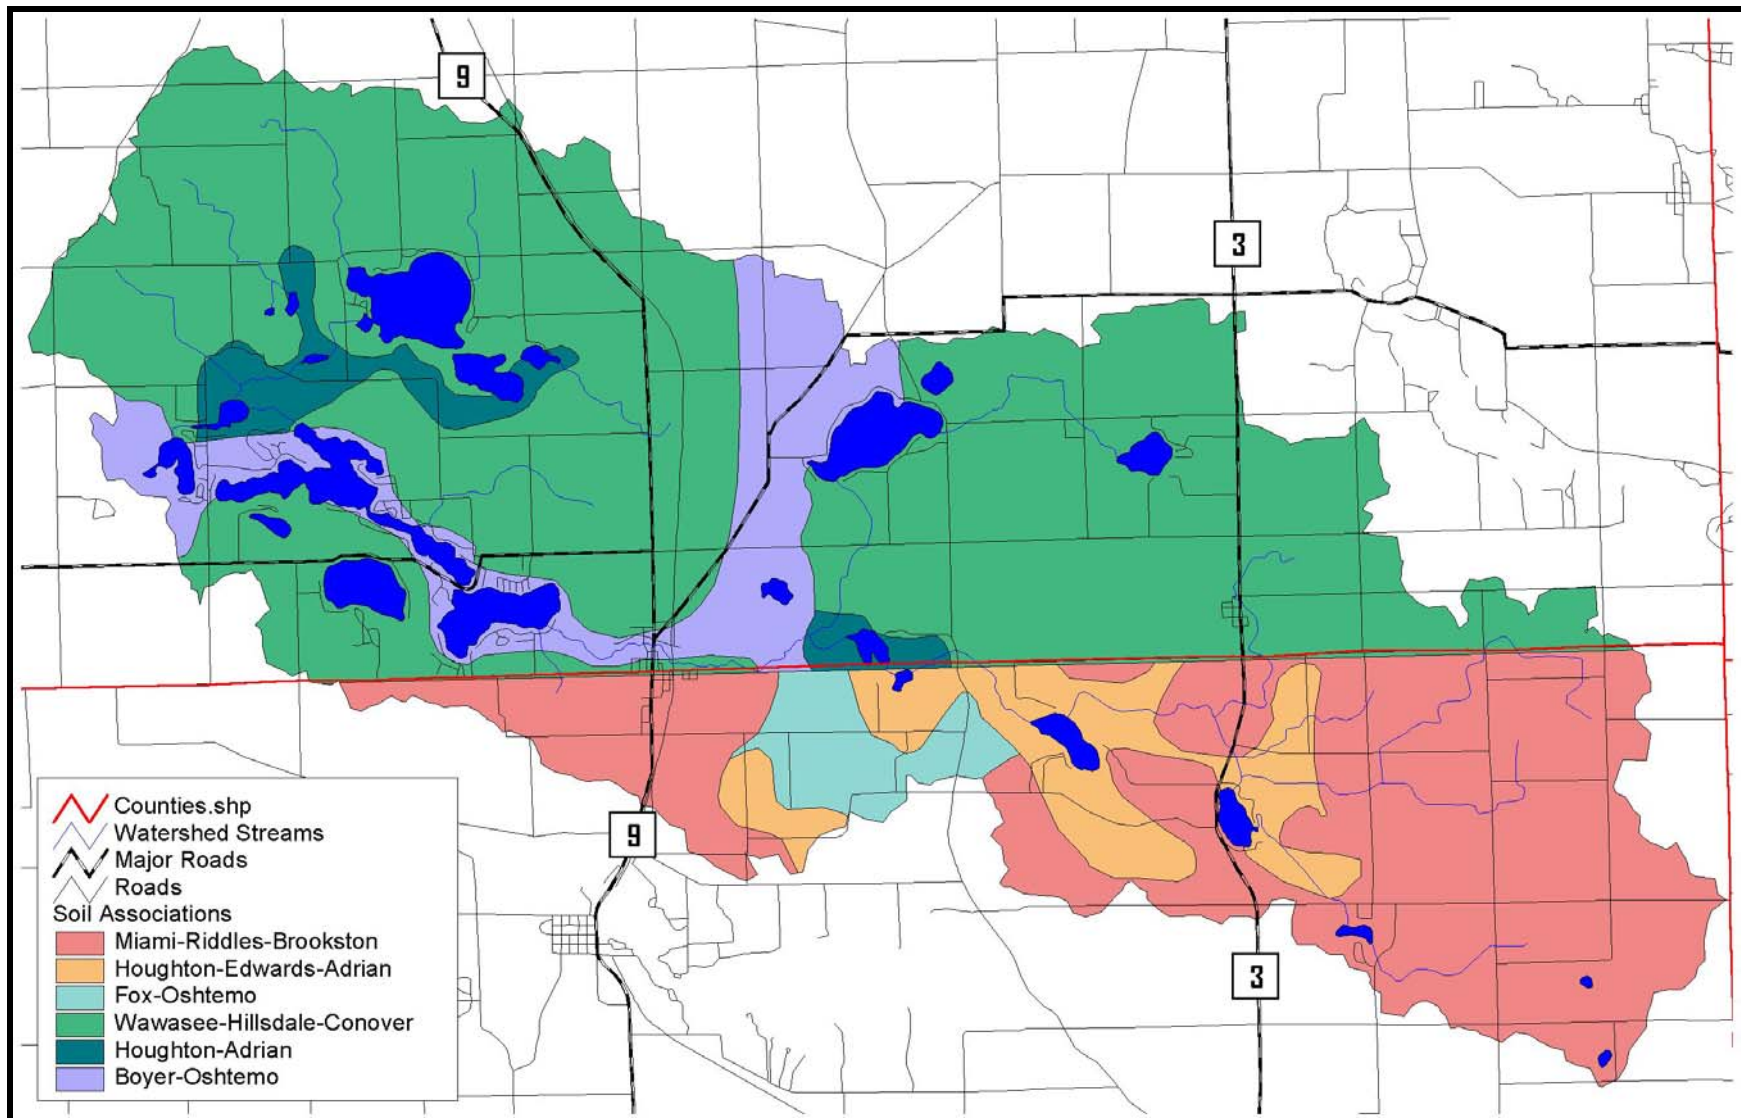 9
3
Counties.shp
Watershed Streams
Major Roads
Roads
Soil Associations
Miami-Riddles-Brookston
Houghton-Edwards-Adrian
Fox-Oshtemo
Wawasee-Hillsdale-Conover
Houghton-Adrian
Boyer-Oshtemo
9
3